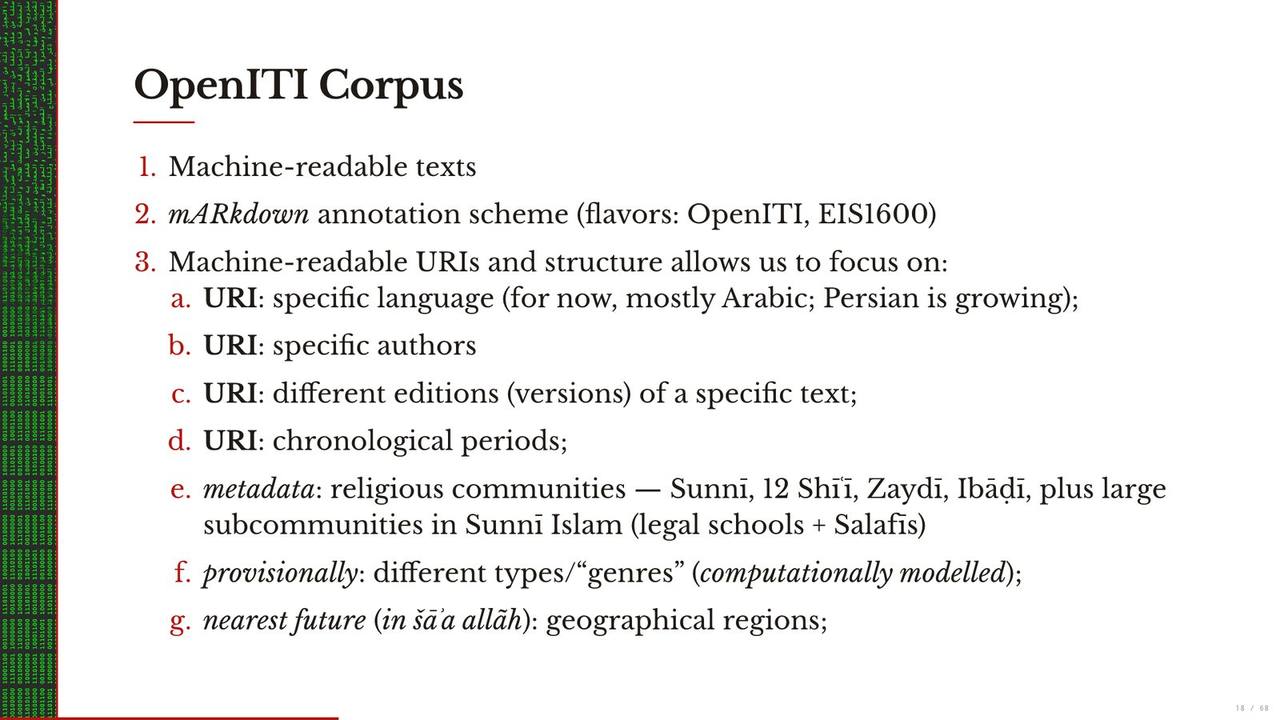 OpenITI Corpus
1. Machine-readable texts
2. mARkdown annotation scheme (flavors: OpenITI, EIS1600)
3. Machine-readable URIs and structure allows us to focus on:
a. URI: specific language (for now, mostly Arabic; Persian is growing);
b. URI: specific authors
c. URI: different editions (versions) of a specific text;
d. URI: chronological periods;
e. metadata: religious communities — Sunnī, 12 Shīʿī, Zaydī, Ibāḍī, plus large
subcommunities in Sunnī Islam (legal schools + Salafīs)
f. provisionally: different types/“genres” (computationally modelled);
g. nearest future (in šāʾa allãh): geographical regions;
18 / 68